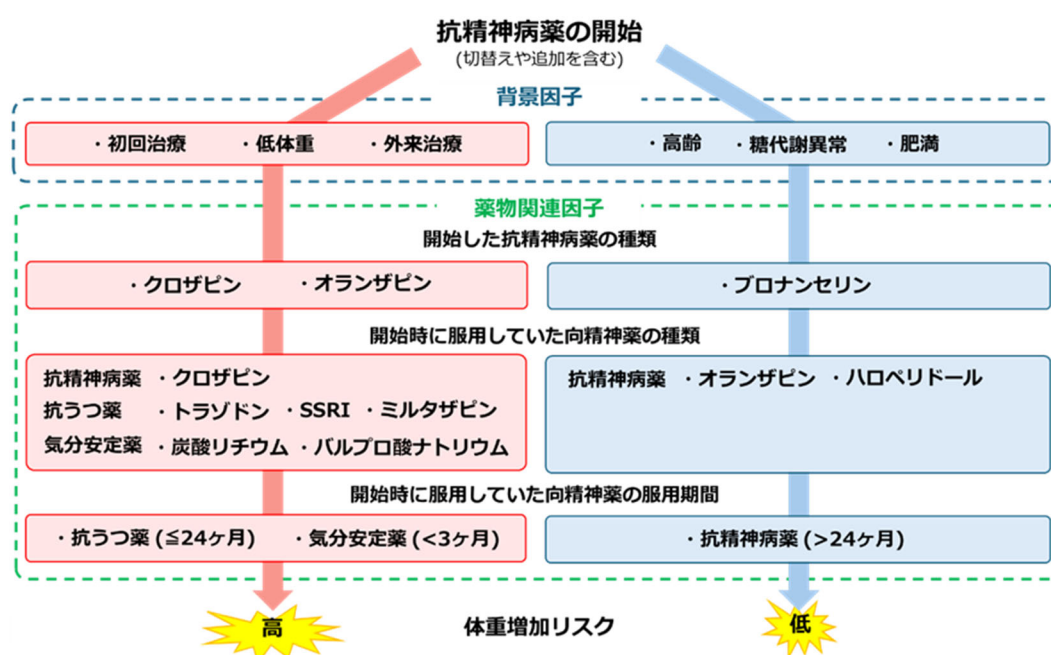 抗精神病薬の開始
(切替えや追加を含む)
背景因子
・初回治療 ・低体重 ・外来治療
・高齢 ・糖代謝異常 ・肥満
薬物関連因子
開始した抗精神病薬の種類
・クロザピン ・オランザピン
・ブロナンセリン
開始時に服用していた向精神薬の種類
抗精神病薬 ・クロザピン
抗うつ薬 ・トラゾドン ・SSRI ・ミルタザピン
気分安定薬 ・炭酸リチウム ・バルプロ酸ナトリウム
抗精神病薬 ・オランザピン ・ハロペリドール
開始時に服用していた向精神薬の服用期間
・抗うつ薬 (≦24ヶ月) ・気分安定薬 (<3ヶ月)
・抗精神病薬 (>24ヶ月)
高 体重増加リスク 低